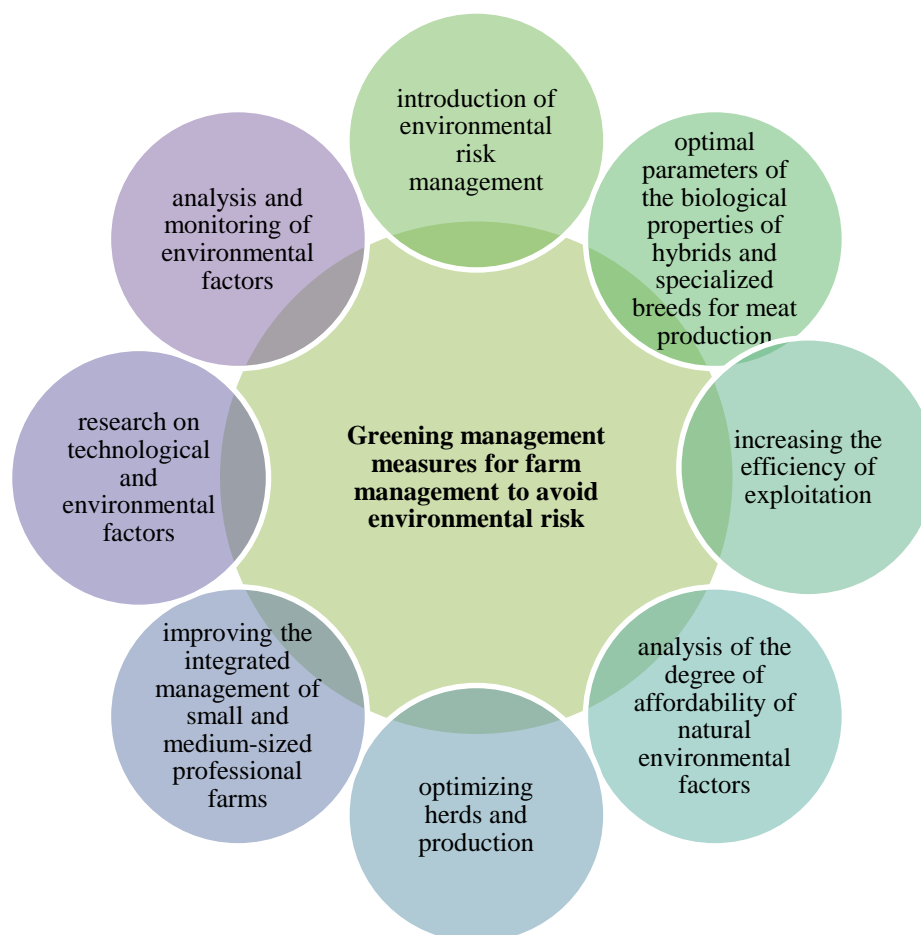 introduction of
environmental
risk
management
optimal
parameters of
the biological
properties of
hybrids and
specialized
breeds for meat
production
increasing the
efficiency of
exploitation
analysis of the
degree of
affordability of
natural
environmental
factors
optimizing
herds and
production
improving the
integrated
management of
small and
medium-sized
professional
farms
research on
technological
and
environmental
factors
analysis and
monitoring of
environmental
factors
Greening management
measures for farm
management to avoid
environmental risk